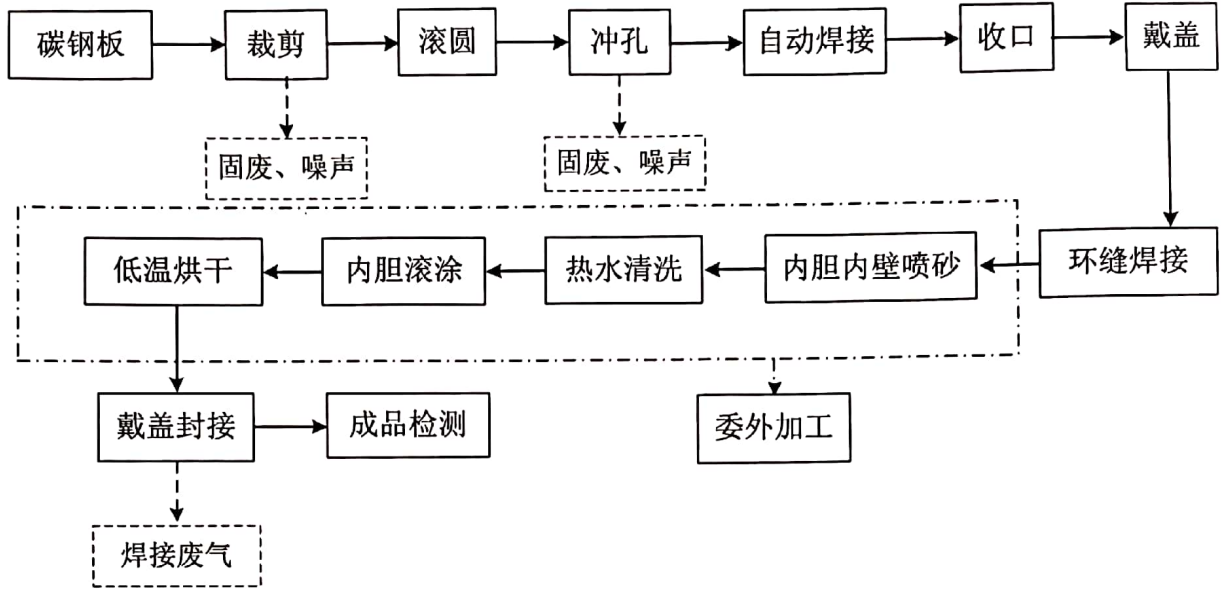 碳钢板
裁剪
滚圆
冲孔
自动焊接
收口
戴盖
固废、噪声
固废、噪声
环缝焊接
内胆内壁喷砂
热水清洗
内胆滚涂
低温烘干
戴盖封接
成品检测
委外加工
焊接废气